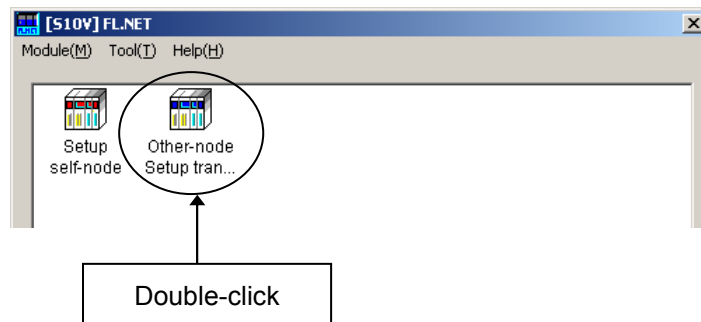 [S10V] FL.NET
Module(M) Tool(T) Help(H)
Setup
self-node
Other-node
Setup tran...
Double-click